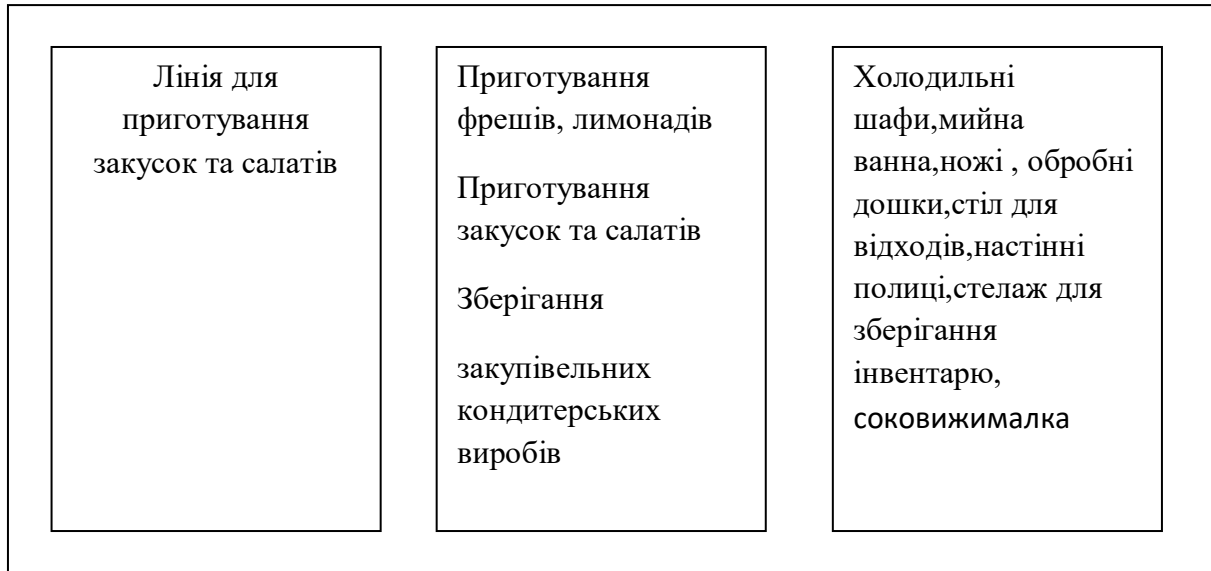 Лінія для
приготування
закусок та салатів
Приготування
фрешів, лимонадів
Приготування
закусок та салатів
Зберігання
закупівельних
кондитерських
виробів
Холодильні
шафи,мийна
ванна,ножі , обробні
дошки,стіл для
відходів,настінні
полиці,стелаж для
зберігання
інвентарю,
соковижималка